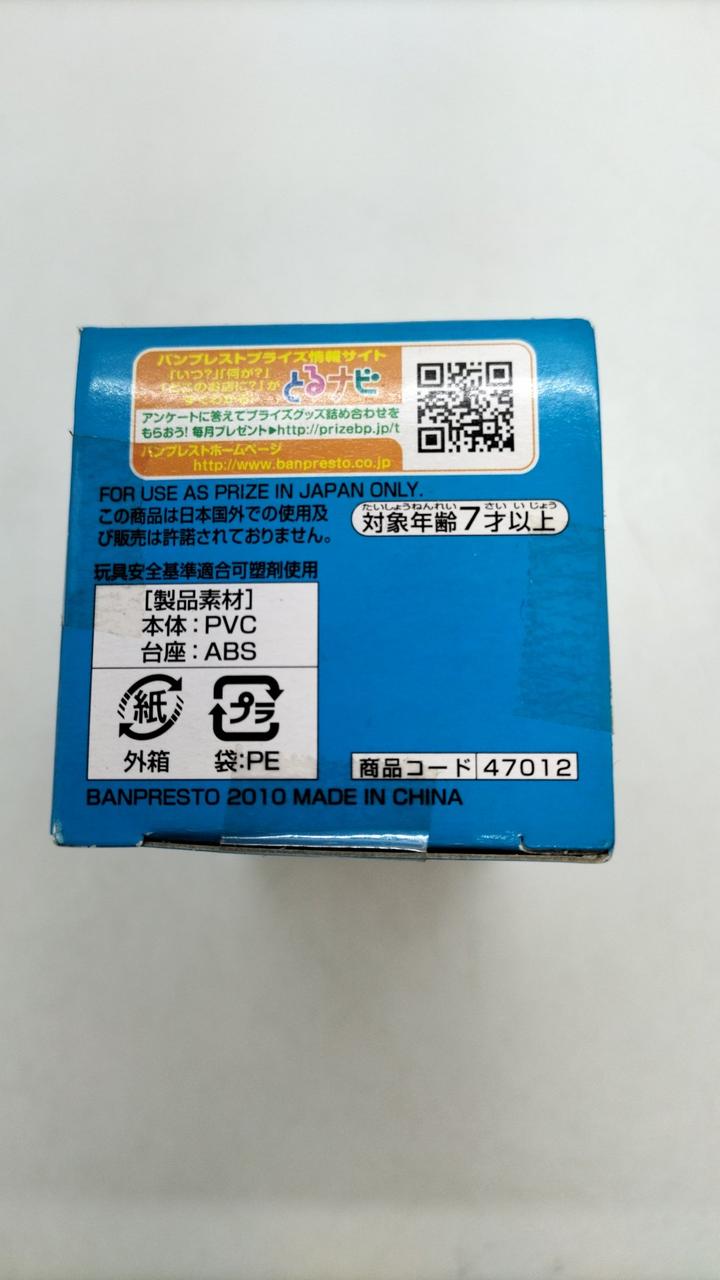 バンプレストプライズ情報サイト
「いつ?」「何が?」
「どこのお店に?」が
すぐわかる!
とるナビ
アンケートに答えてプライズグッズ詰め合わせを
もらおう! 毎月プレゼント▶http://prizebp.jp/t
バンプレストホームページ
http://www.banpresto.co.jp
FOR USE AS PRIZE IN JAPAN ONLY.
この商品は日本国外での使用及
び販売は許諾されておりません。
たいしょうねんれい さい い じょう
対象年齢7才以上
玩具安全基準適合可塑剤使用
[製品素材]
本体:PVC
台座:ABS
紙 プラ
外箱 袋:PE
商品コード 47012
BANPRESTO 2010 MADE IN CHINA